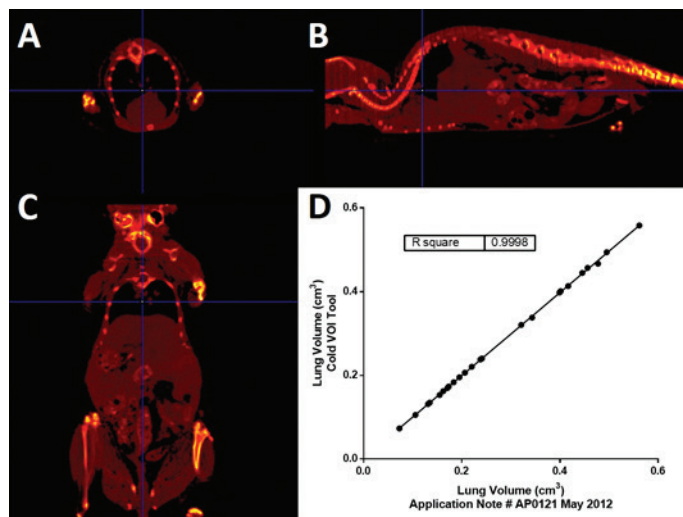 A
B
C
D
R square 0.9998
Lung Volume (cm³)
Cold VOI Tool
0.6
0.4
0.2
0.0
0.0 0.2 0.4 0.6
Lung Volume (cm³)
Application Note # AP0121 May 2012